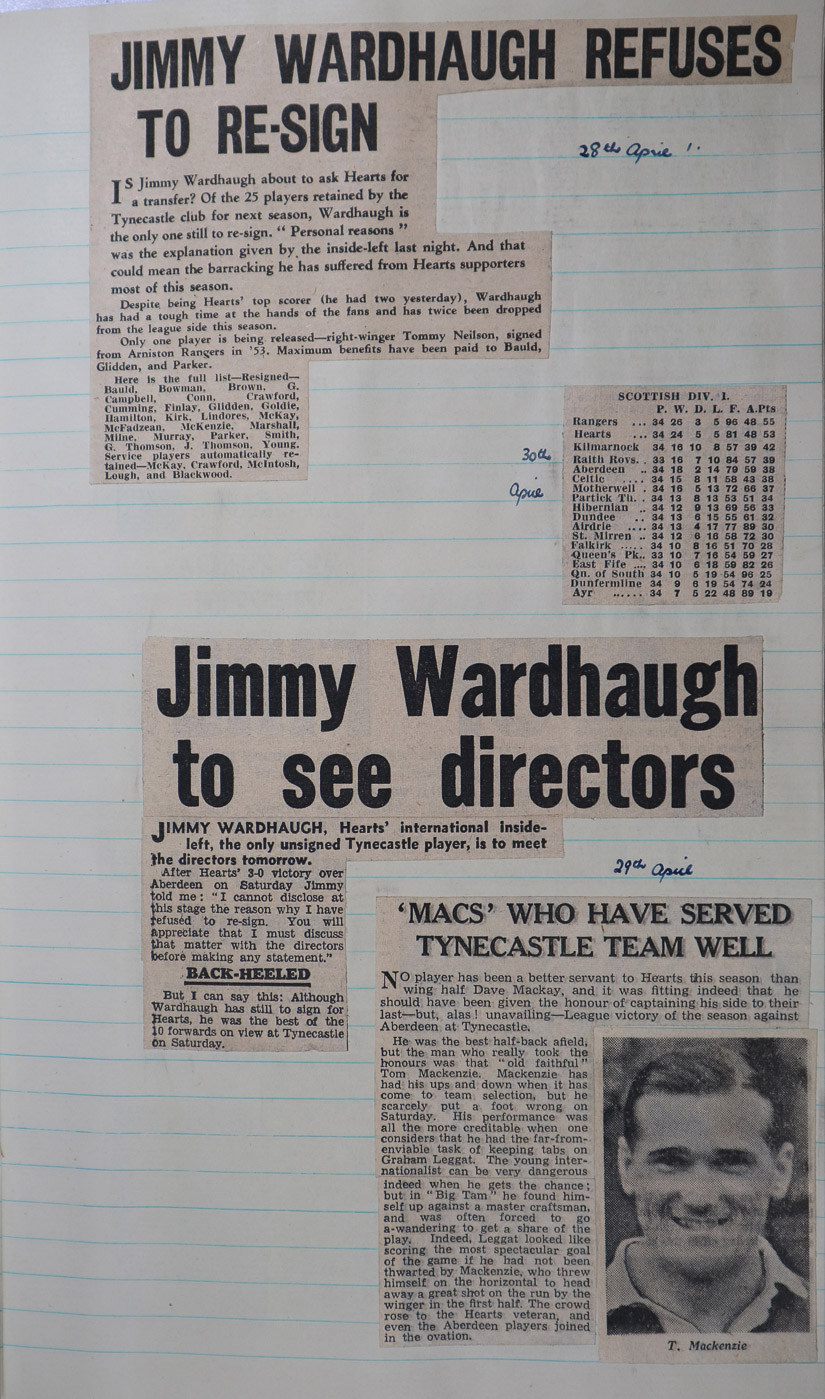 JIMMY WARDHAUGH REFUSES
TO RE-SIGN
28th April '.
IS Jimmy Wardhaugh about to ask Hearts for
a transfer? Of the 25 players retained by the
Tynecastle club for next season, Wardhaugh is
the only one still to re-sign. “ Personal reasons ”
was the explanation given by the inside-left last night. And that
could mean the barracking he has suffered from Hearts supporters
most of this season.
Despite being Hearts' top scorer (he had two yesterday), Wardhaugh
has had a tough time at the hands of the fans and has twice been dropped
from the league side this season.
Only one player is being released—right-winger Tommy Neilson, signed
from Arniston Rangers in '53. Maximum benefits have been paid to Bauld,
Glidden, and Parker.
Here is the full list—Resigned—
Bauld, Bowman, Brown, G.
Campbell, Conn, Crawford,
Cumming, Finlay, Glidden, Goldie,
Hamilton, Kirk, Lindores, McKay,
McFadzean, McKenzie, Marshall,
Milne, Murray, Parker, Smith,
G. Thomson, J. Thomson, Young.
Service players automatically re-
tained—McKay, Crawford, McIntosh,
Lough, and Blackwood.
30th
April
SCOTTISH DIV. 1.
P. W. D. L. F. A.Pts
Rangers ... 34 26 3 5 96 48 55
Hearts ... 34 24 5 5 81 48 53
Kilmarnock 34 16 10 8 57 39 42
Raith Rovs. . 33 16 7 10 84 57 39
Aberdeen .. 34 18 2 14 79 59 38
Celtic .... 34 15 8 11 58 43 38
Motherwell . 34 16 5 13 72 66 37
Partick Th. . 34 13 8 13 53 51 34
Hibernian .. 34 12 9 13 69 56 33
Dundee .. 34 13 6 15 55 61 32
Airdrie .... 34 13 4 17 77 89 30
St. Mirren .. 34 12 6 16 58 72 30
Falkirk ..... 34 10 8 16 51 70 28
Queen's Pk.. 33 10 7 16 54 59 27
East Fife .... 34 10 6 18 59 82 26
Qn. of South 34 10 5 19 54 96 25
Dunfermline 34 9 6 19 54 74 24
Ayr ...... 34 7 5 22 48 89 19
Jimmy Wardhaugh
to see directors
JIMMY WARDHAUGH, Hearts' international inside-
left, the only unsigned Tynecastle player, is to meet
the directors tomorrow.
After Hearts' 3-0 victory over
Aberdeen on Saturday Jimmy
told me: “ I cannot disclose at
this stage the reason why I have
refused to re-sign. You will
appreciate that I must discuss
that matter with the directors
before making any statement.”
BACK-HEELED
But I can say this: Although
Wardhaugh has still to sign for
Hearts, he was the best of the
10 forwards on view at Tynecastle
on Saturday.
29th April
‘MACS’ WHO HAVE SERVED
TYNECASTLE TEAM WELL
NO player has been a better servant to Hearts this season than
wing half Dave Mackay, and it was fitting indeed that he
should have been given the honour of captaining his side to their
last—but, alas! unavailing—League victory of the season against
Aberdeen at Tynecastle.
He was the best half-back afield,
but the man who really took the
honours was that “old faithful”
Tom Mackenzie. Mackenzie has
had his ups and down when it has
come to team selection, but he
scarcely put a foot wrong on
Saturday. His performance was
all the more creditable when one
considers that he had the far-from-
enviable task of keeping tabs on
Graham Leggat. The young inter-
nationalist can be very dangerous
indeed when he gets the chance;
but in “Big Tam” he found him-
self up against a master craftsman,
and was often forced to go
a-wandering to get a share of the
play. Indeed, Leggat looked like
scoring the most spectacular goal
of the game if he had not been
thwarted by Mackenzie, who threw
himself on the horizontal to head
away a great shot on the run by the
winger in the first half. The crowd
rose to the Hearts veteran, and
even the Aberdeen players joined
in the ovation.
T. Mackenzie